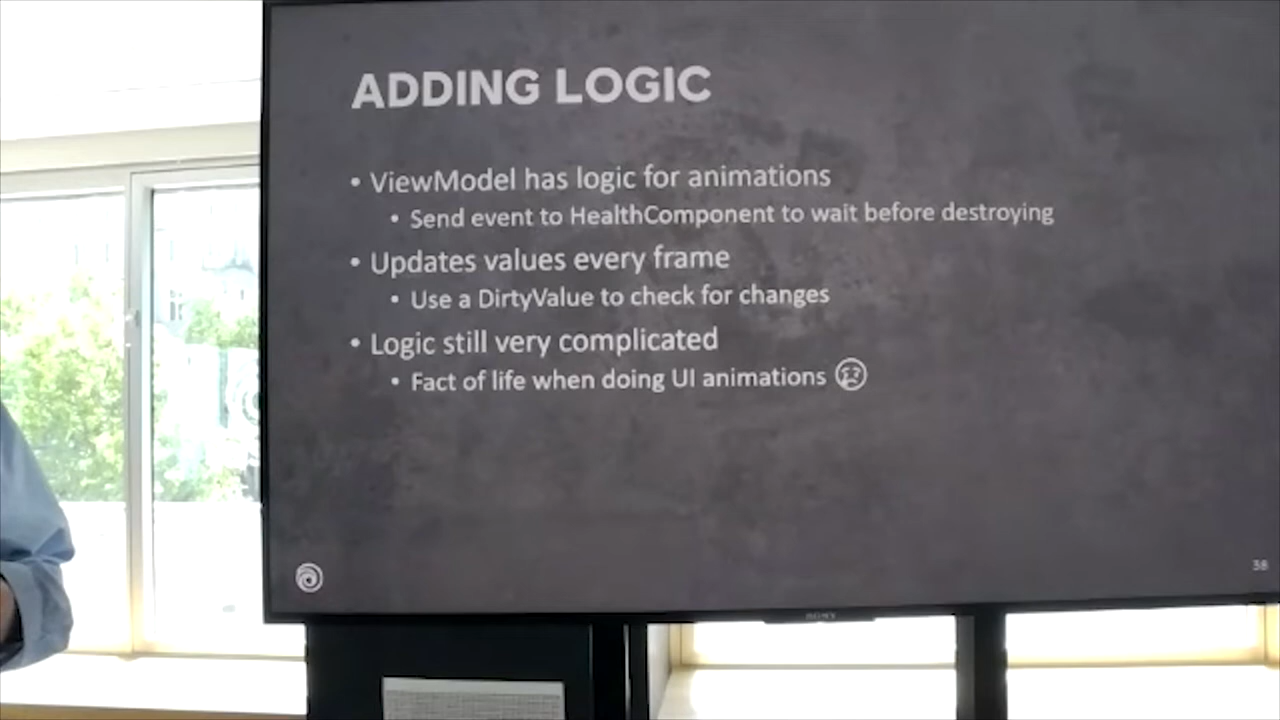 ADDING LOGIC
• ViewModel has logic for animations
• Send event to HealthComponent to wait before destroying
• Updates values every frame
• Use a DirtyValue to check for changes
• Logic still very complicated
• Fact of life when doing UI animations
38
SONY